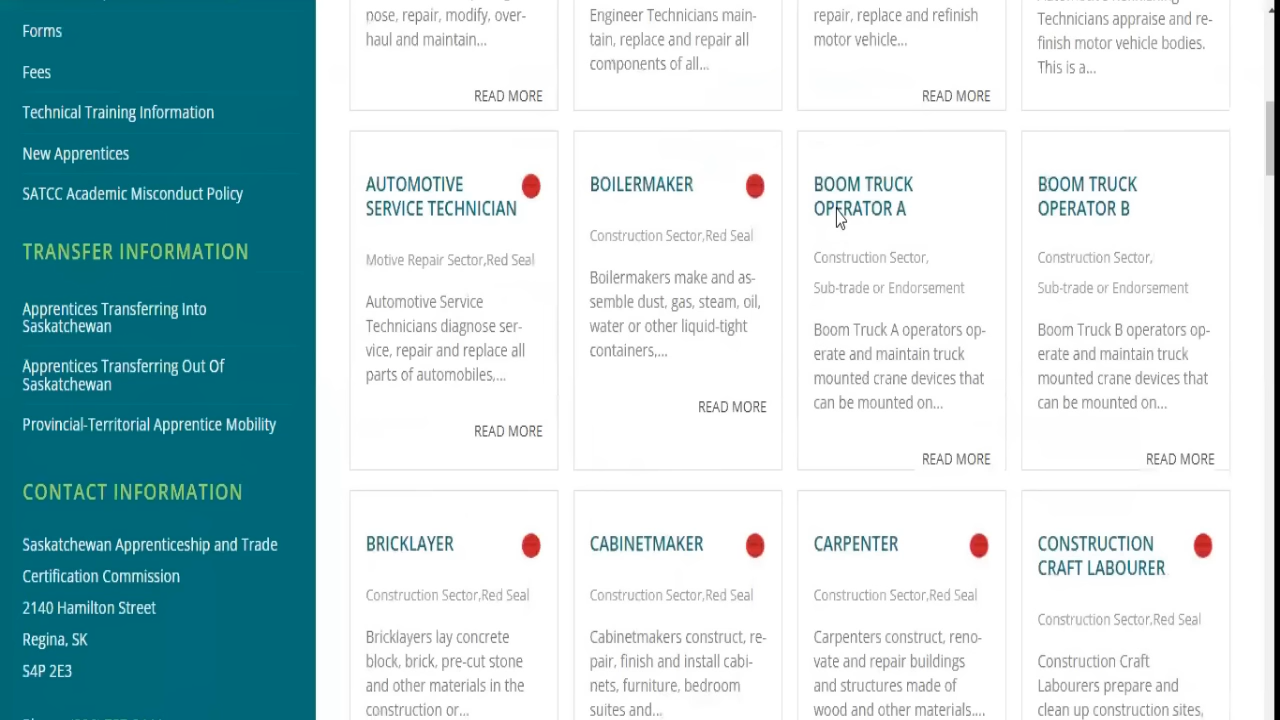 Forms
Fees
Technical Training Information
New Apprentices
SATCC Academic Misconduct Policy
TRANSFER INFORMATION
Apprentices Transferring Into
Saskatchewan
Apprentices Transferring Out Of
Saskatchewan
Provincial-Territorial Apprentice Mobility
CONTACT INFORMATION
Saskatchewan Apprenticeship and Trade
Certification Commission
2140 Hamilton Street
Regina, SK
S4P 2E3
pose, repair, modify, over-
haul and maintain...
READ MORE
Engineer Technicians main-
tain, replace and repair all
components of all...
repair, replace and refinish
motor vehicle...
READ MORE
Technicians appraise and re-
finish motor vehicle bodies.
This is a...
AUTOMOTIVE
SERVICE TECHNICIAN
Motive Repair Sector,Red Seal
Automotive Service
Technicians diagnose ser-
vice, repair and replace all
parts of automobiles,...
READ MORE
BOILERMAKER
Construction Sector,Red Seal
Boilermakers make and as-
semble dust, gas, steam, oil,
water or other liquid-tight
containers,...
READ MORE
BOOM TRUCK
OPERATOR A
Construction Sector,
Sub-trade or Endorsement
Boom Truck A operators op-
erate and maintain truck
mounted crane devices that
can be mounted on...
READ MORE
BOOM TRUCK
OPERATOR B
Construction Sector,
Sub-trade or Endorsement
Boom Truck B operators op-
erate and maintain truck
mounted crane devices that
can be mounted on...
READ MORE
BRICKLAYER
Construction Sector,Red Seal
Bricklayers lay concrete
block, brick, pre-cut stone
and other materials in the
construction or...
CABINETMAKER
Construction Sector,Red Seal
Cabinetmakers construct, re-
pair, finish and install cabi-
nets, furniture, bedroom
suites and...
CARPENTER
Construction Sector,Red Seal
Carpenters construct, reno-
vate and repair buildings
and structures made of
wood and other materials....
CONSTRUCTION
CRAFT LABOURER
Construction Sector,Red Seal
Construction Craft
Labourers prepare and
clean up construction sites,